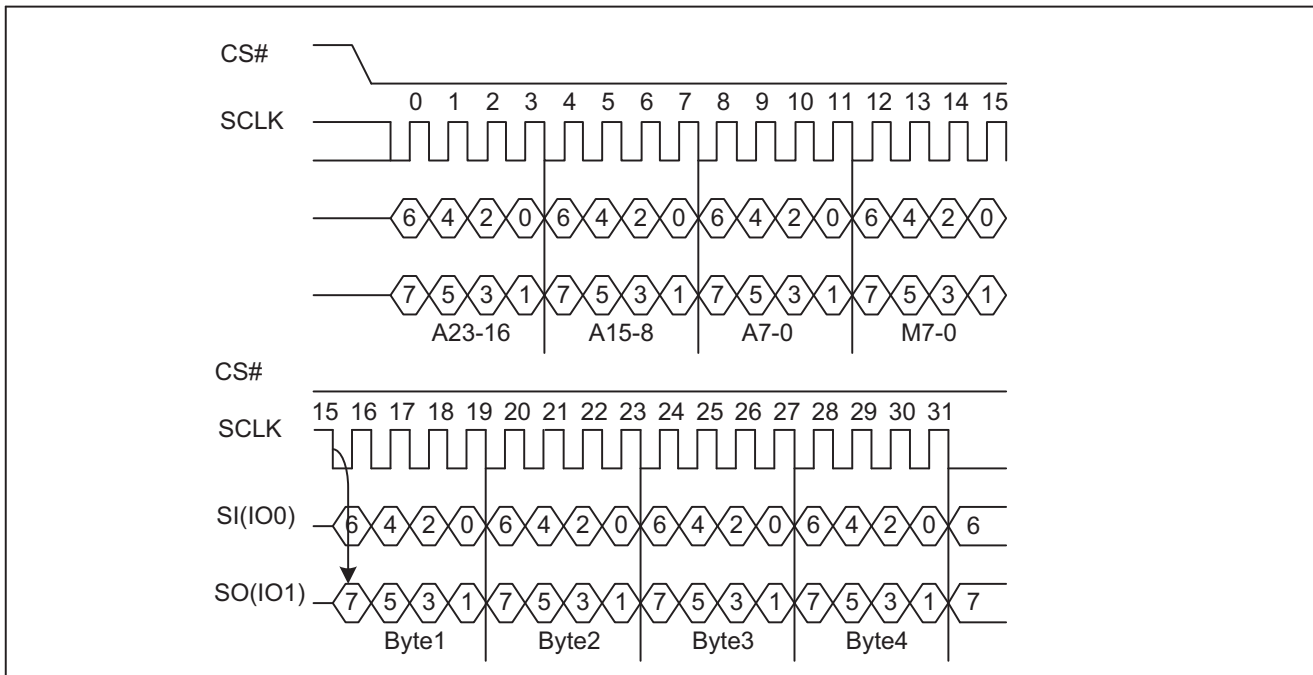 CS#
0 1 2 3 4 5 6 7 8 9 10 11 12 13 14 15
SCLK
6 4 2 0 6 4 2 0 6 4 2 0 6 4 2 0
7 5 3 1 7 5 3 1 7 5 3 1 7 5 3 1
A23-16 A15-8 A7-0 M7-0
CS#
15 16 17 18 19 20 21 22 23 24 25 26 27 28 29 30 31
SCLK
SI(IO0) 6 4 2 0 6 4 2 0 6 4 2 0 6 4 2 0 6
SO(IO1) 7 5 3 1 7 5 3 1 7 5 3 1 7 5 3 1 7
Byte1 Byte2 Byte3 Byte4